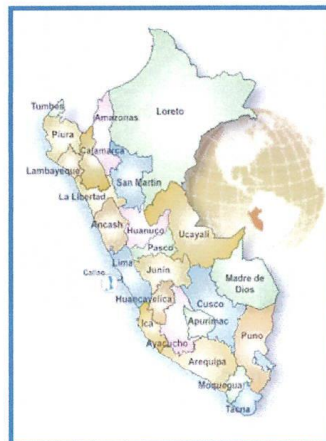 Loreto
Amazonas
Tumbes
Piura
Cajamarca
Lambayeque
San Martin
La Libertad
Ancash
Huanuco
Ucayali
Pasco
Lima
Callao
Junin
Madre de
Dios
Huancavelica
Cusco
Ica
Apurimac
Puno
Ayacucho
Arequipa
Moquegua
Tacna